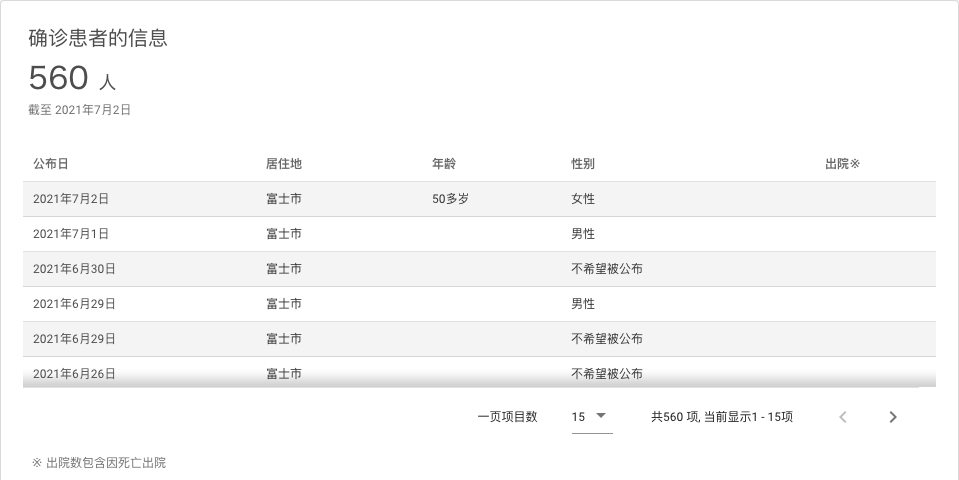 确诊患者的信息
560 人
截至 2021年7月2日
公布日 居住地 年龄 性别 出院※
2021年7月2日 富士市 50多岁 女性
2021年7月1日 富士市 男性
2021年6月30日 富士市 不希望被公布
2021年6月29日 富士市 男性
2021年6月29日 富士市 不希望被公布
2021年6月26日 富士市 不希望被公布
一页项目数 15 共560 项, 当前显示1 - 15项
※ 出院数包含因死亡出院